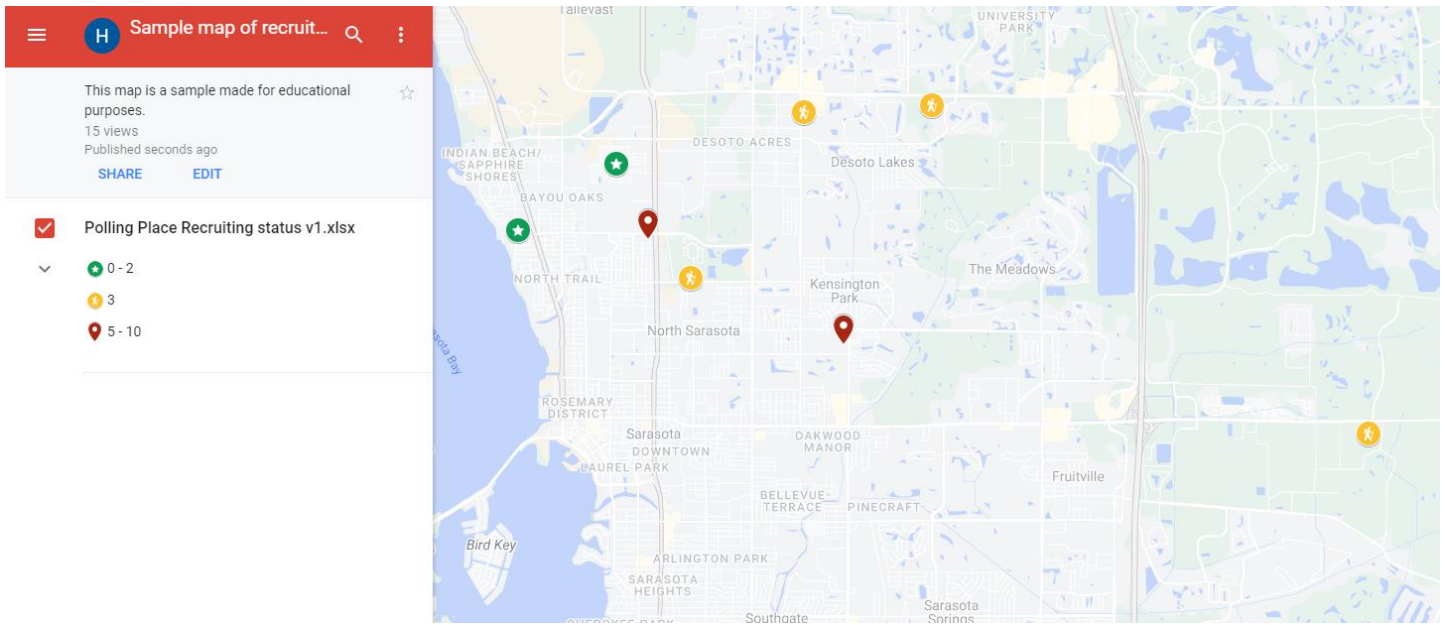 H
Sample map of recruit...
This map is a sample made for educational
purposes.
15 views
Published seconds ago
SHARE
EDIT
Polling Place Recruiting status v1.xlsx
0 - 2
3
5 - 10
Tallevast
UNIVERSITY
PARK
DESOTO ACRES
Desoto Lakes
INDIAN BEACH/
SAPPHIRE
SHORES
BAYOU OAKS
NORTH TRAIL
The Meadows
Kensington
Park
North Sarasota
ROSEMARY
DISTRICT
Sarasota
DOWNTOWN
LAUREL PARK
OAKWOOD
MANOR
Fruitville
BELLEVUE-
TERRACE
PINECRAFT
Bird Key
ARLINGTON PARK
SARASOTA
HEIGHTS
Southgate
Sarasota
Springs